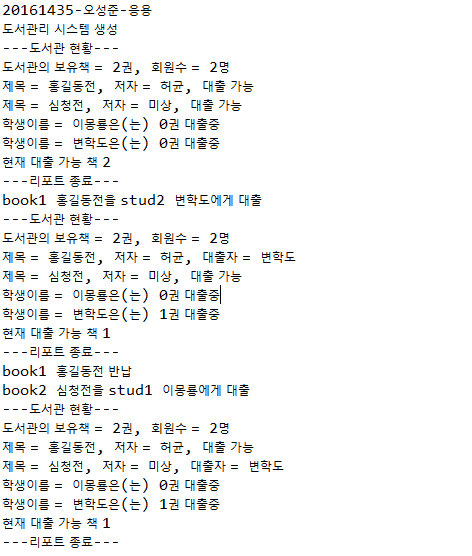 20161435-오성준-응용
도서관리 시스템 생성
---도서관 현황---
도서관의 보유책 = 2권, 회원수 = 2명
제목 = 홍길동전, 저자 = 허균, 대출 가능
제목 = 심청전, 저자 = 미상, 대출 가능
학생이름 = 이몽룡은(는) 0권 대출중
학생이름 = 변학도은(는) 0권 대출중
현재 대출 가능 책 2
---리포트 종료---
book1 홍길동전을 stud2 변학도에게 대출
---도서관 현황---
도서관의 보유책 = 2권, 회원수 = 2명
제목 = 홍길동전, 저자 = 허균, 대출자 = 변학도
제목 = 심청전, 저자 = 미상, 대출 가능
학생이름 = 이몽룡은(는) 0권 대출중
학생이름 = 변학도은(는) 1권 대출중
현재 대출 가능 책 1
---리포트 종료---
book1 홍길동전 반납
book2 심청전을 stud1 이몽룡에게 대출
---도서관 현황---
도서관의 보유책 = 2권, 회원수 = 2명
제목 = 홍길동전, 저자 = 허균, 대출 가능
제목 = 심청전, 저자 = 미상, 대출자 = 변학도
학생이름 = 이몽룡은(는) 0권 대출중
학생이름 = 변학도은(는) 1권 대출중
현재 대출 가능 책 1
---리포트 종료---